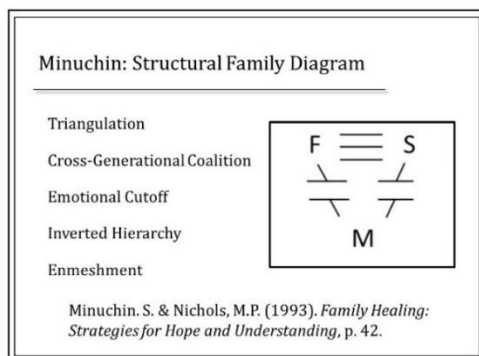 Minuchin: Structural Family Diagram
Triangulation
Cross-Generational Coalition
Emotional Cutoff
Inverted Hierarchy
Enmeshment
F S
M
Minuchin. S. & Nichols, M.P. (1993). Family Healing:
Strategies for Hope and Understanding, p. 42.